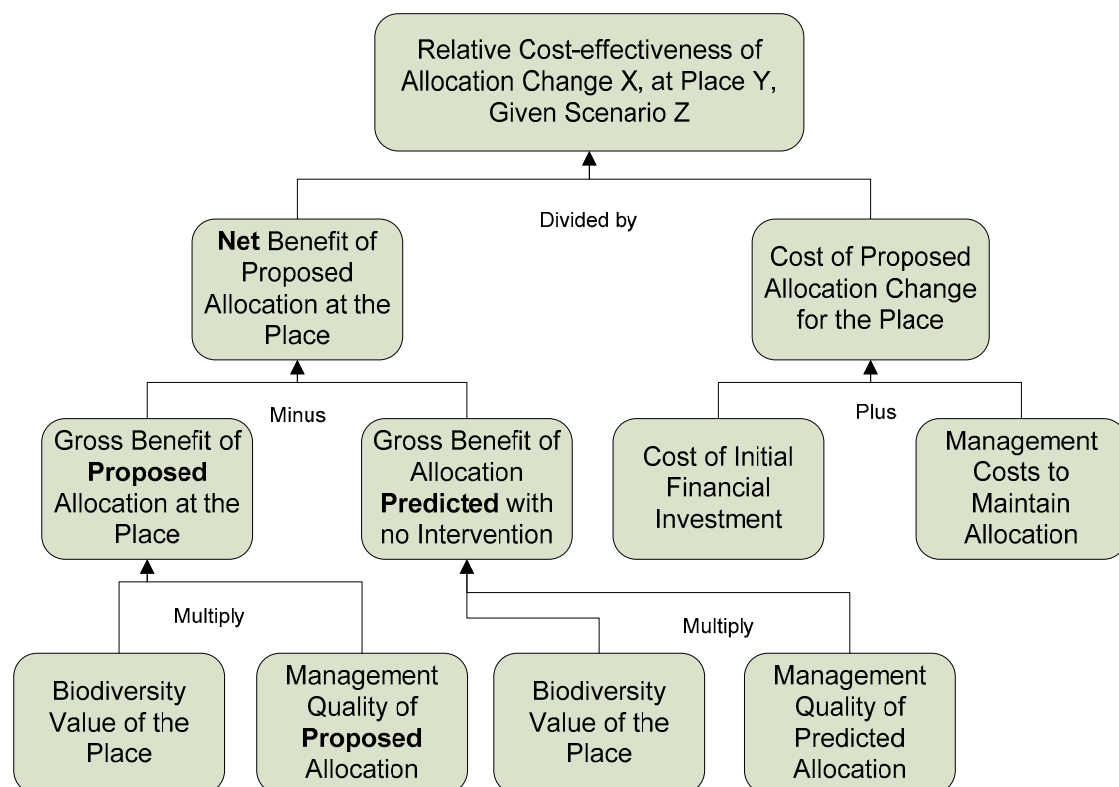 Relative Cost-effectiveness of
Allocation Change X, at Place Y,
Given Scenario Z
Divided by
Net Benefit of
Proposed
Allocation at the
Place
Cost of Proposed
Allocation Change
for the Place
Minus
Plus
Gross Benefit of
Proposed
Allocation at the
Place
Gross Benefit of
Allocation
Predicted with
no Intervention
Cost of Initial
Financial
Investment
Management
Costs to
Maintain
Allocation
Multiply
Multiply
Biodiversity
Value of the
Place
Management
Quality of
Proposed
Allocation
Biodiversity
Value of the
Place
Management
Quality of
Predicted
Allocation